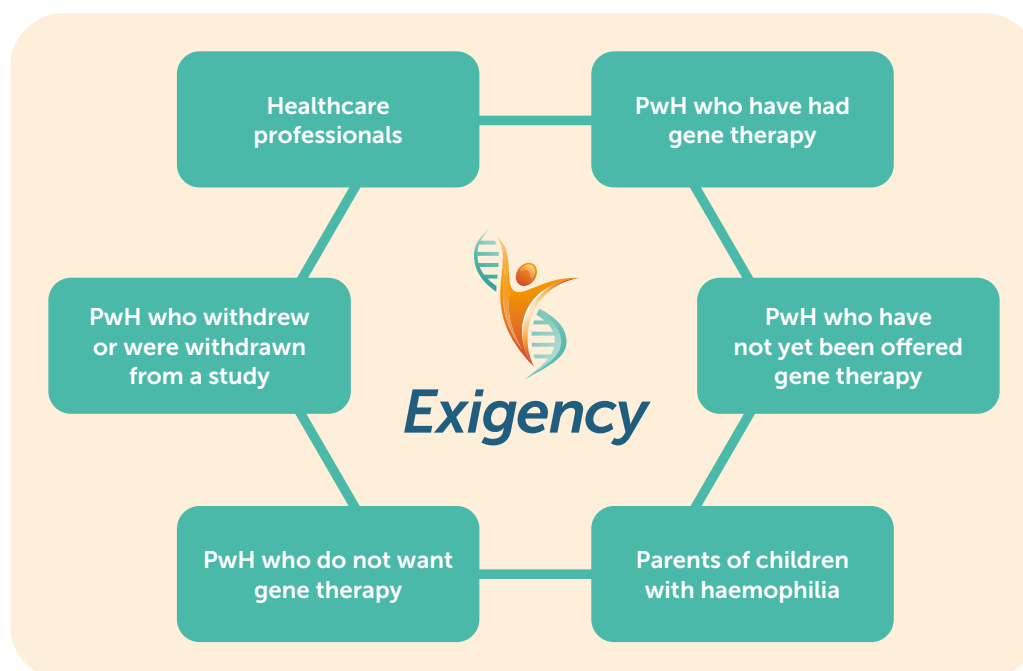 Healthcare
professionals
PwH who have had
gene therapy
PwH who withdrew
or were withdrawn
from a study
PwH who have
not yet been offered
gene therapy
Exigency
PwH who do not want
gene therapy
Parents of children
with haemophilia